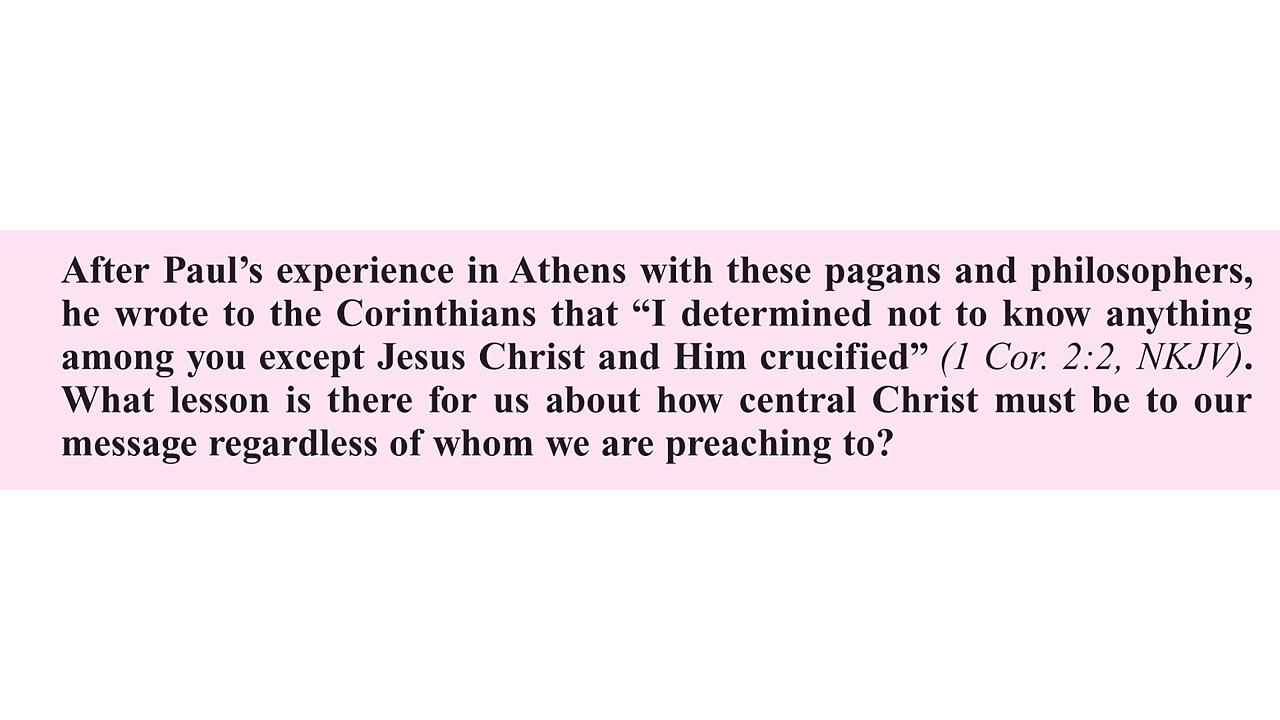 After Paul’s experience in Athens with these pagans and philosophers,
he wrote to the Corinthians that “I determined not to know anything
among you except Jesus Christ and Him crucified” (1 Cor. 2:2, NKJV).
What lesson is there for us about how central Christ must be to our
message regardless of whom we are preaching to?